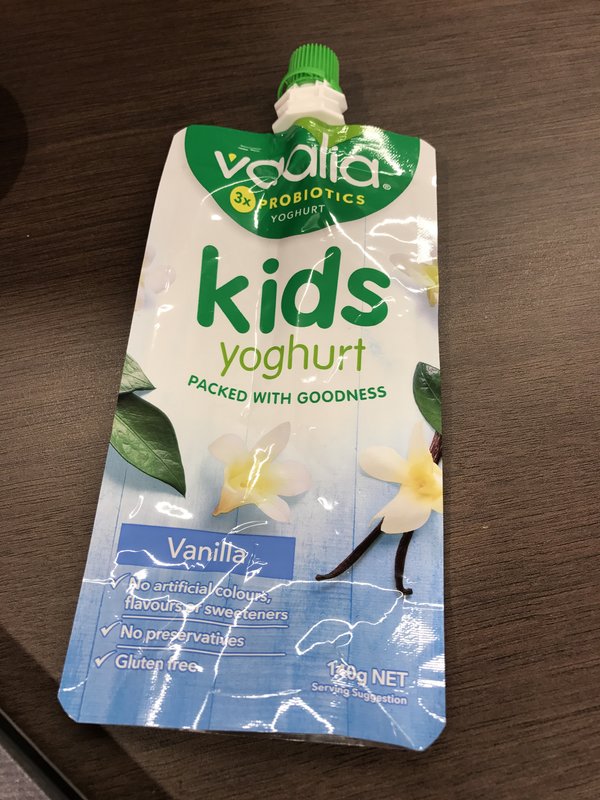 vaalia®
3x PROBIOTICS
YOGHURT
kids
yoghurt
PACKED WITH GOODNESS
Vanilla
No artificial colours,
flavours or sweeteners
No preservatives
Gluten free
140g NET
Serving Suggestion